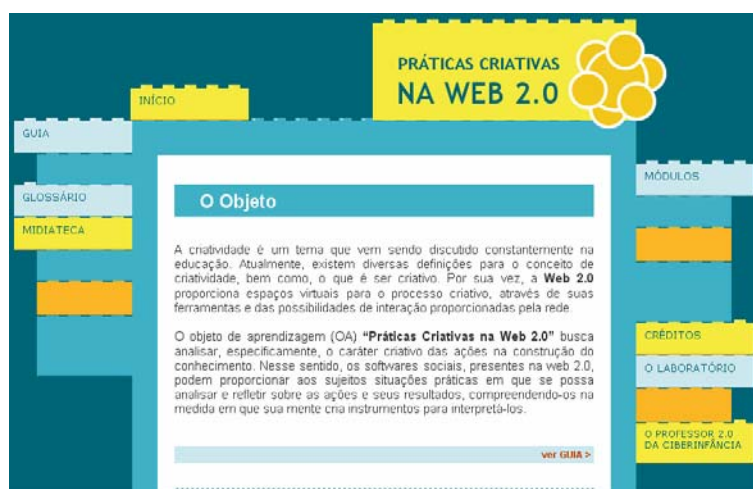 PRÁTICAS CRIATIVAS
NA WEB 2.0
INÍCIO
GUIA
GLOSSÁRIO
MIDIATECA
O Objeto
A criatividade é um tema que vem sendo discutido constantemente na
educação. Atualmente, existem diversas definições para o conceito de
criatividade, bem como, o que é ser criativo. Por sua vez, a Web 2.0
proporciona espaços virtuais para o processo criativo, através de suas
ferramentas e das possibilidades de interação proporcionadas pela rede.
O objeto de aprendizagem (OA) “Práticas Criativas na Web 2.0” busca
analisar, especificamente, o caráter criativo das ações na construção do
conhecimento. Nesse sentido, os softwares sociais, presentes na web 2.0,
podem proporcionar aos sujeitos situações práticas em que se possa
analisar e refletir sobre as ações e seus resultados, compreendendo-os na
medida em que sua mente cria instrumentos para interpretá-los.
ver GUIA >
MÓDULOS
CRÉDITOS
O LABORATÓRIO
O PROFESSOR 2.0
DA CIBERINFÂNCIA